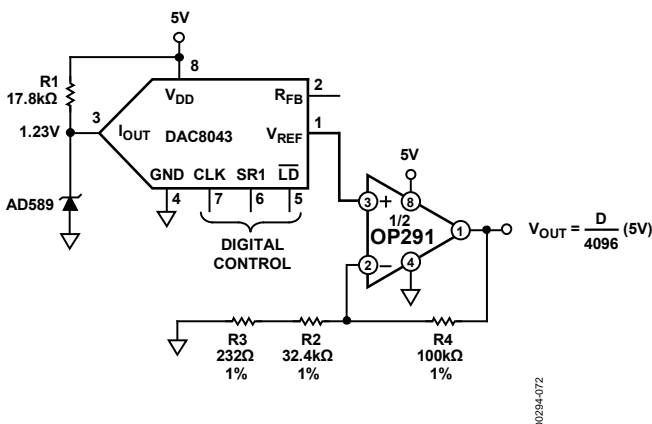 5V
8
R1
17.8kΩ
VDD
RFB
2
3
1.23V
IOUT
DAC8043
VREF
1
GND
CLK
SR1
LD
4
7
6
5
AD589
DIGITAL
CONTROL
5V
3
+
8
1/2
OP291
1
2
–
4
VOUT = D/4096 (5V)
R3
232Ω
1%
R2
32.4kΩ
1%
R4
100kΩ
1%
00294-072